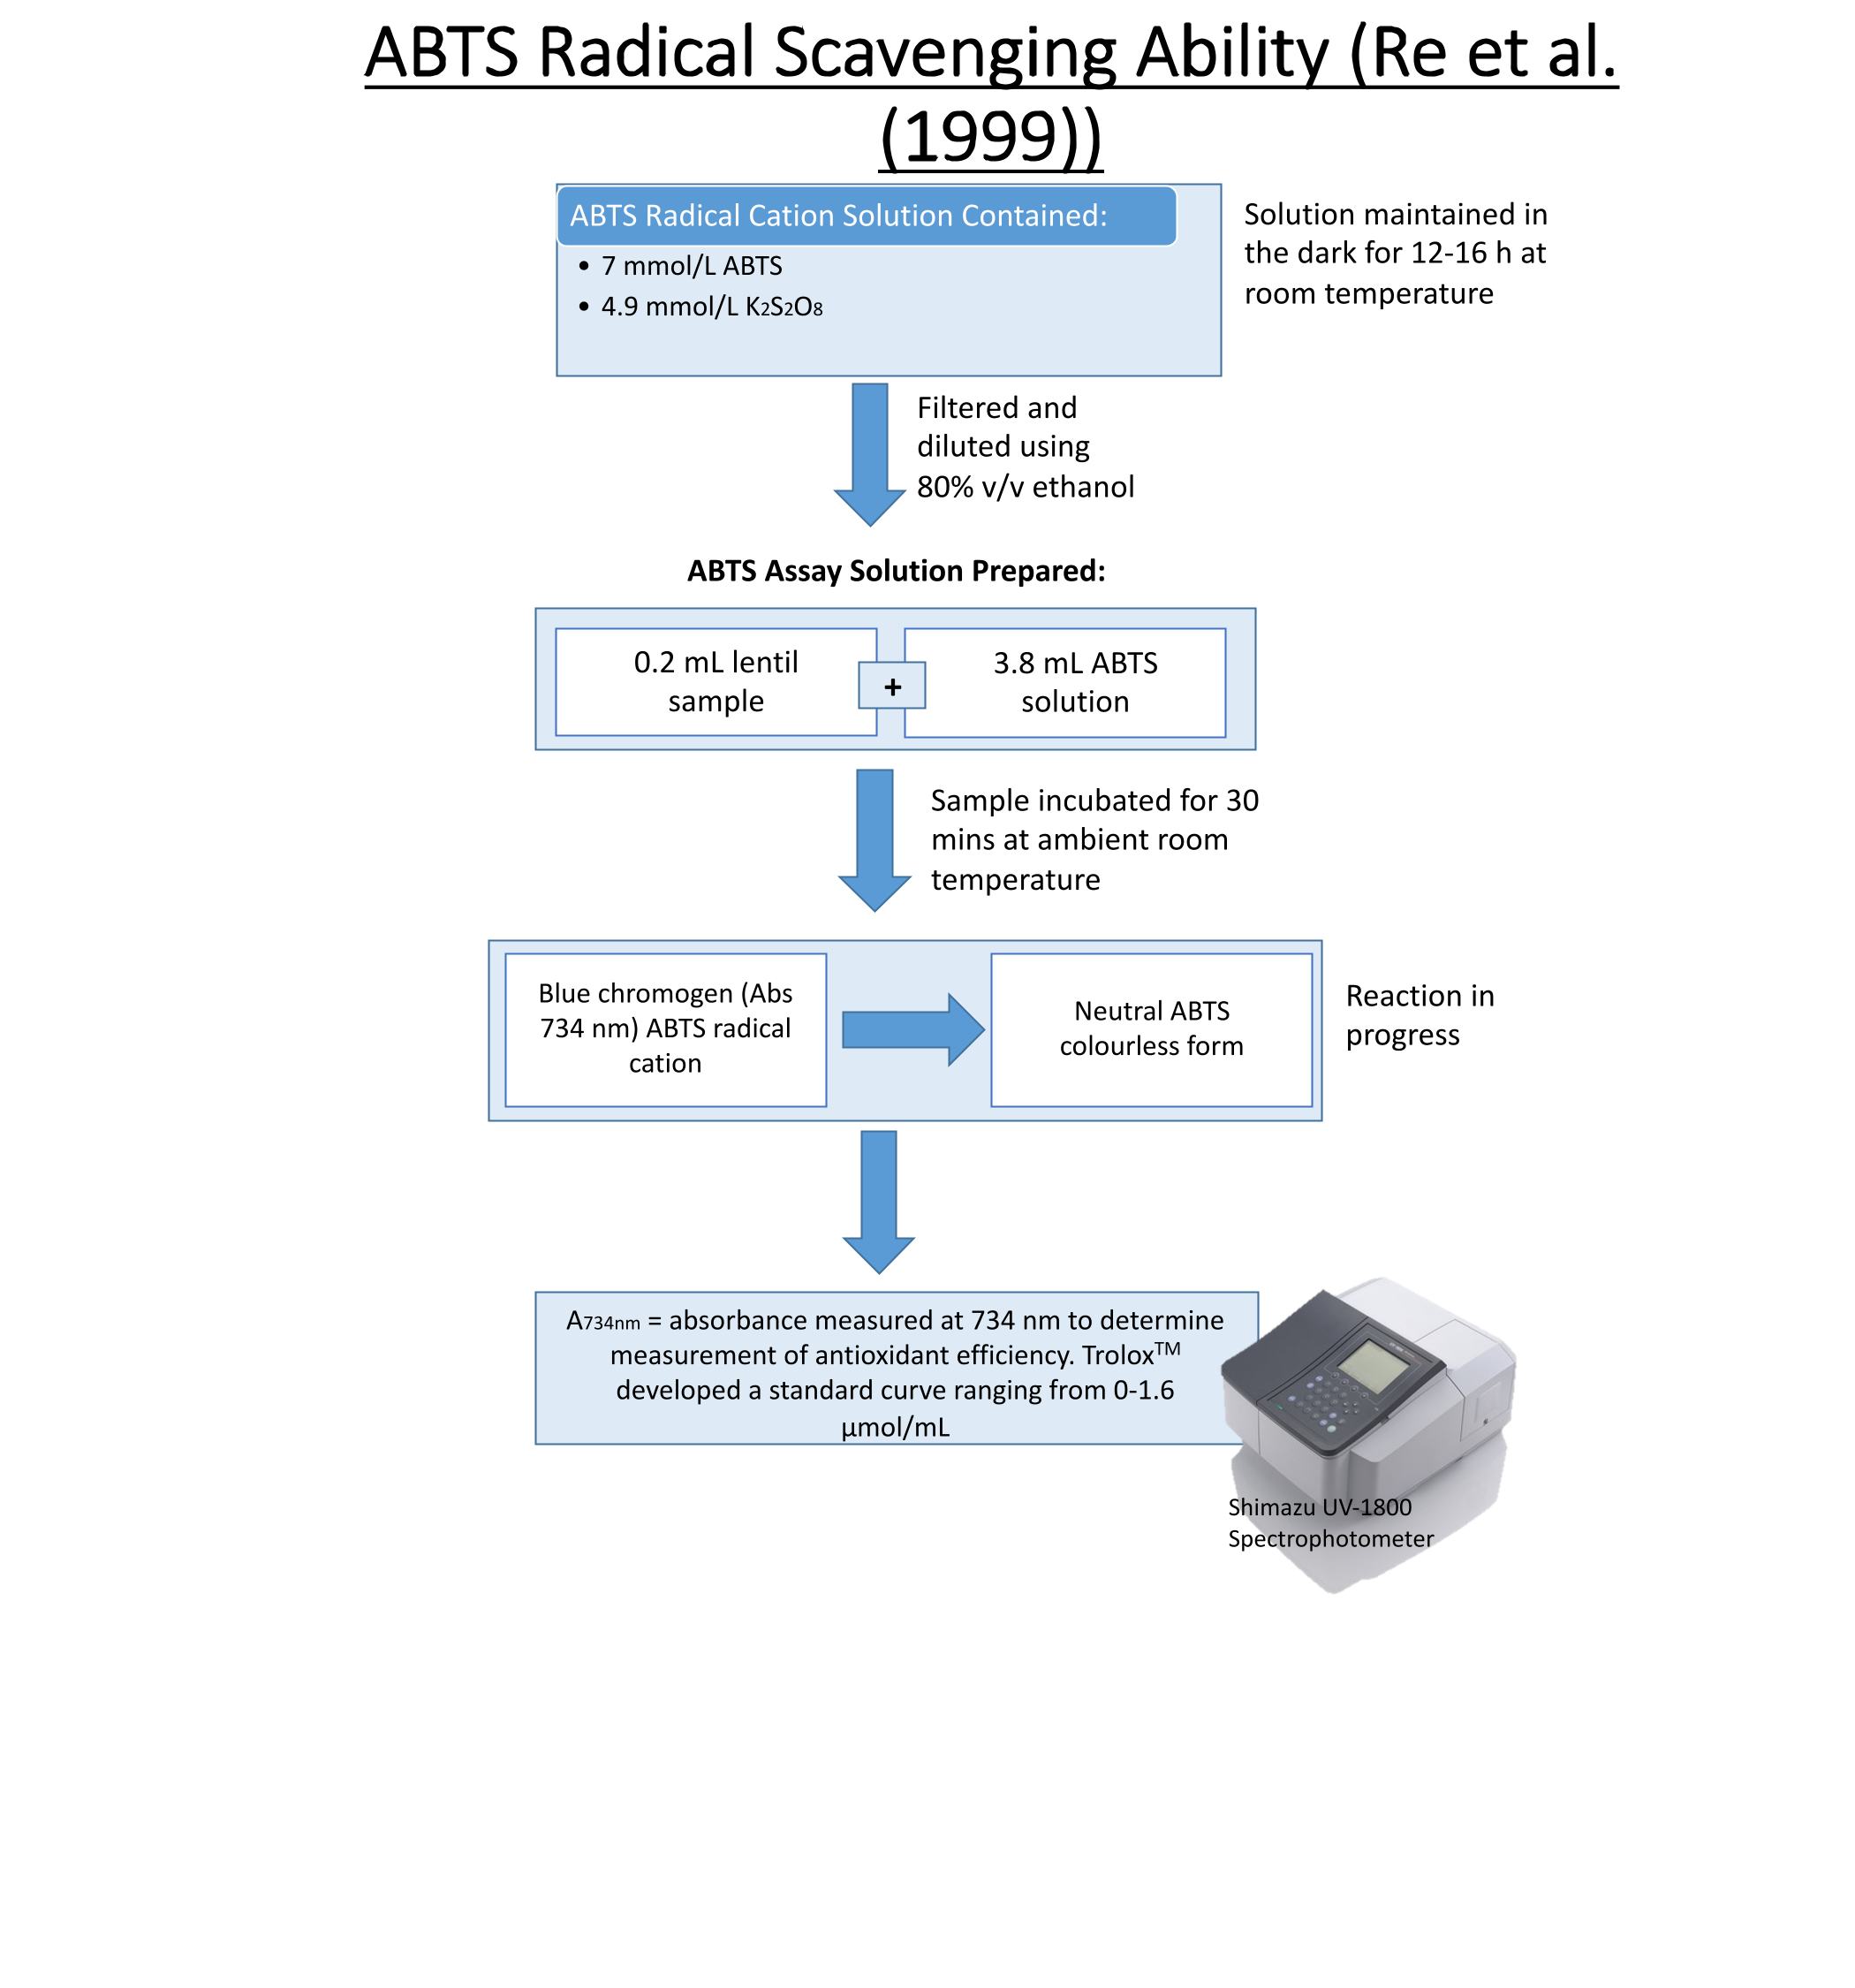 ABTS Radical Scavenging Ability (Re et al.
(1999))
ABTS Radical Cation Solution Contained:
• 7 mmol/L ABTS
• 4.9 mmol/L K2S2O8
Solution maintained in
the dark for 12-16 h at
room temperature
Filtered and
diluted using
80% v/v ethanol
ABTS Assay Solution Prepared:
0.2 mL lentil
sample
+
3.8 mL ABTS
solution
Sample incubated for 30
mins at ambient room
temperature
Blue chromogen (Abs
734 nm) ABTS radical
cation
Neutral ABTS
colourless form
Reaction in
progress
A734nm = absorbance measured at 734 nm to determine
measurement of antioxidant efficiency. Trolox™
developed a standard curve ranging from 0-1.6
µmol/mL
Shimazu UV-1800
Spectrophotometer